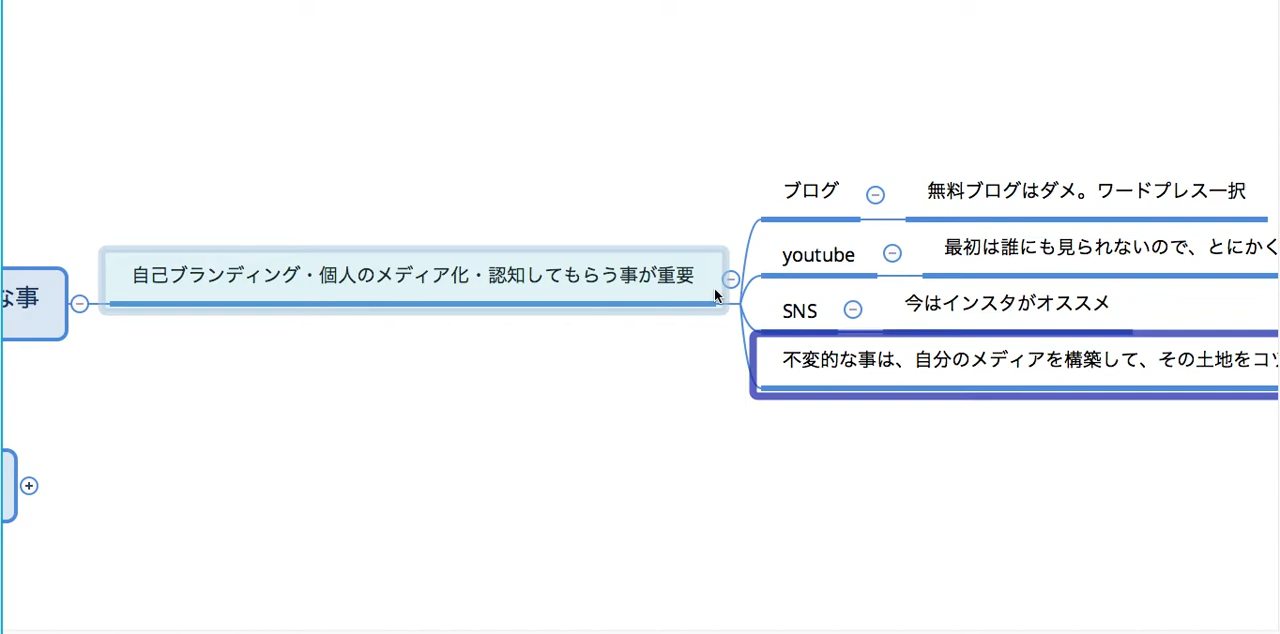 な事
自己ブランディング・個人のメディア化・認知してもらう事が重要
ブログ
無料ブログはダメ。ワードプレス一択
youtube
最初は誰にも見られないので、とにかく
SNS
今はインスタがオススメ
不変的な事は、自分のメディアを構築して、その土地をコ